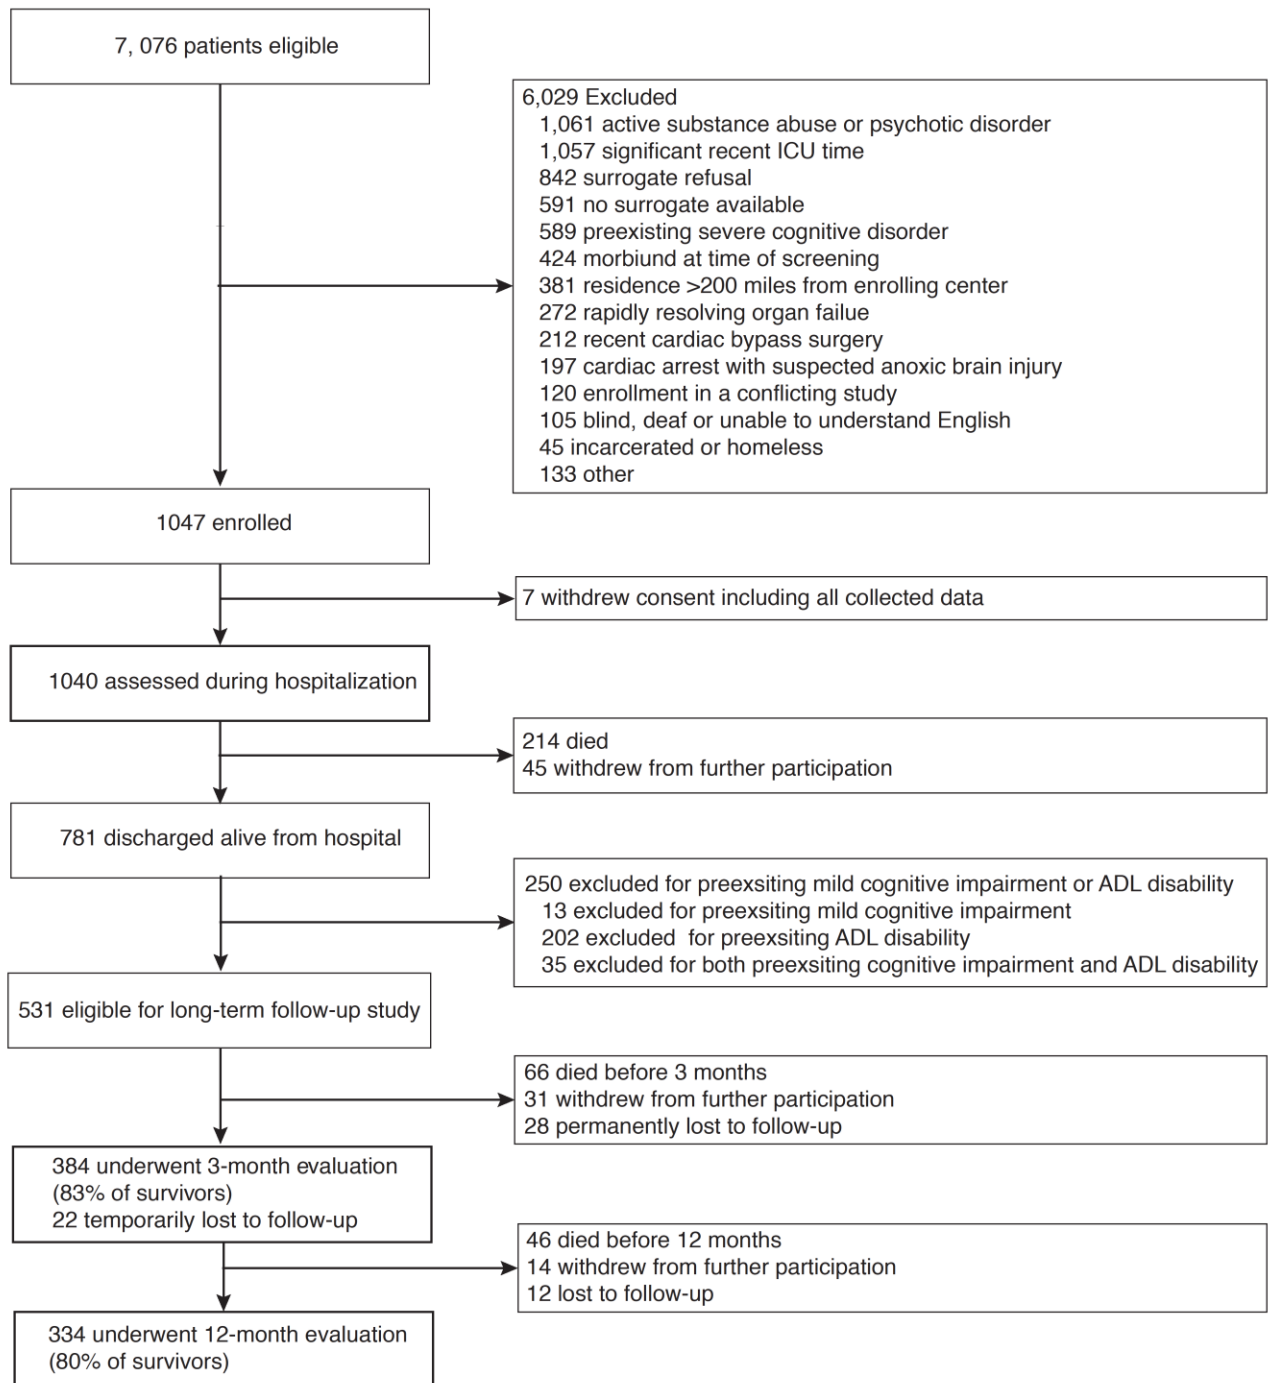 7, 076 patients eligible
6,029 Excluded
1,061 active substance abuse or psychotic disorder
1,057 significant recent ICU time
842 surrogate refusal
591 no surrogate available
589 preexisting severe cognitive disorder
424 morbiund at time of screening
381 residence >200 miles from enrolling center
272 rapidly resolving organ failue
212 recent cardiac bypass surgery
197 cardiac arrest with suspected anoxic brain injury
120 enrollment in a conflicting study
105 blind, deaf or unable to understand English
45 incarcerated or homeless
133 other
1047 enrolled
7 withdrew consent including all collected data
1040 assessed during hospitalization
214 died
45 withdrew from further participation
781 discharged alive from hospital
250 excluded for preexsiting mild cognitive impairment or ADL disability
13 excluded for preexsiting mild cognitive impairment
202 excluded for preexsiting ADL disability
35 excluded for both preexsiting cognitive impairment and ADL disability
531 eligible for long-term follow-up study
66 died before 3 months
31 withdrew from further participation
28 permanently lost to follow-up
384 underwent 3-month evaluation
(83% of survivors)
22 temporarily lost to follow-up
46 died before 12 months
14 withdrew from further participation
12 lost to follow-up
334 underwent 12-month evaluation
(80% of survivors)